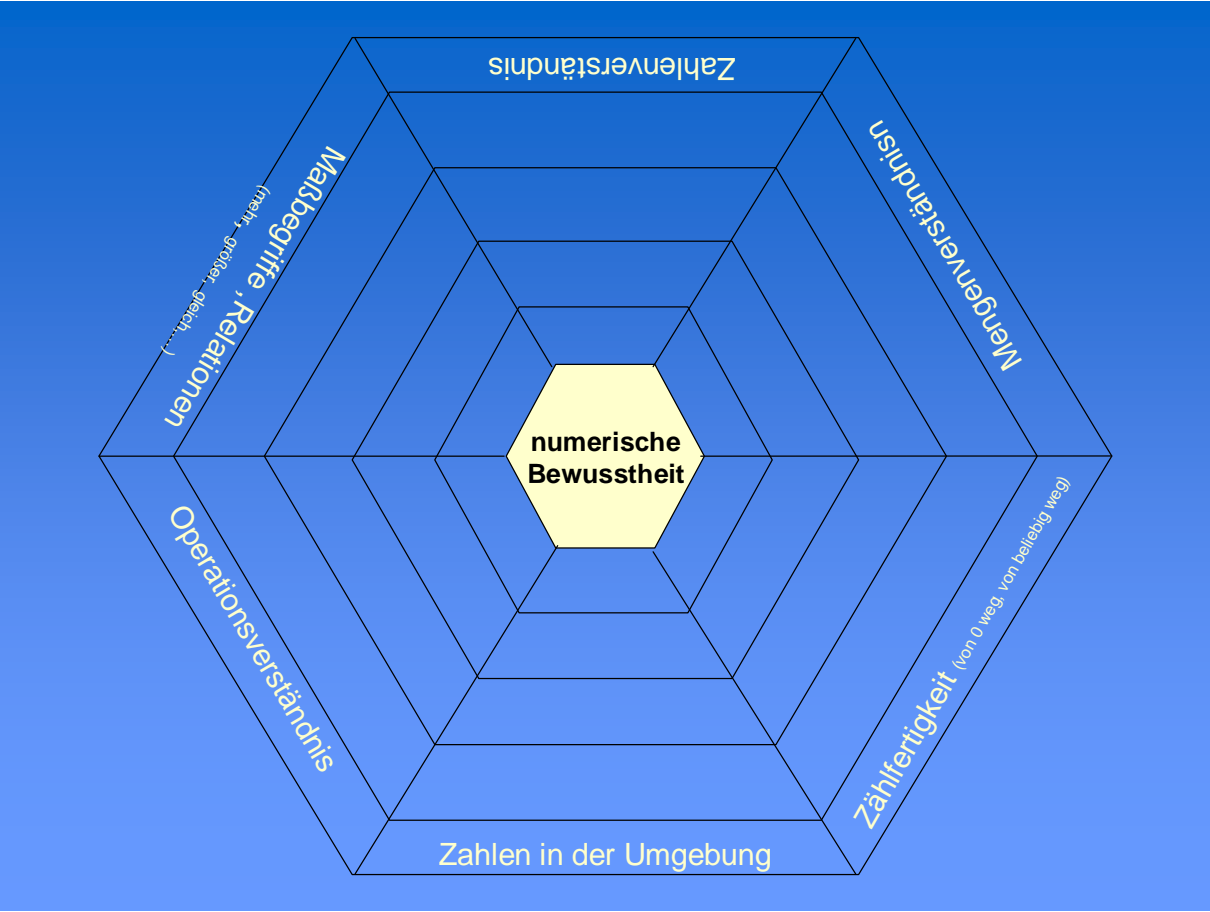 Zahlenverständnis
Mengenverständnisn
Maßbegriffe , Relationen
(mehr, größer, gleich,....)
numerische
Bewusstheit
Operationsverständnis
Zählfertigkeit (von 0 weg, von beliebig weg)
Zahlen in der Umgebung